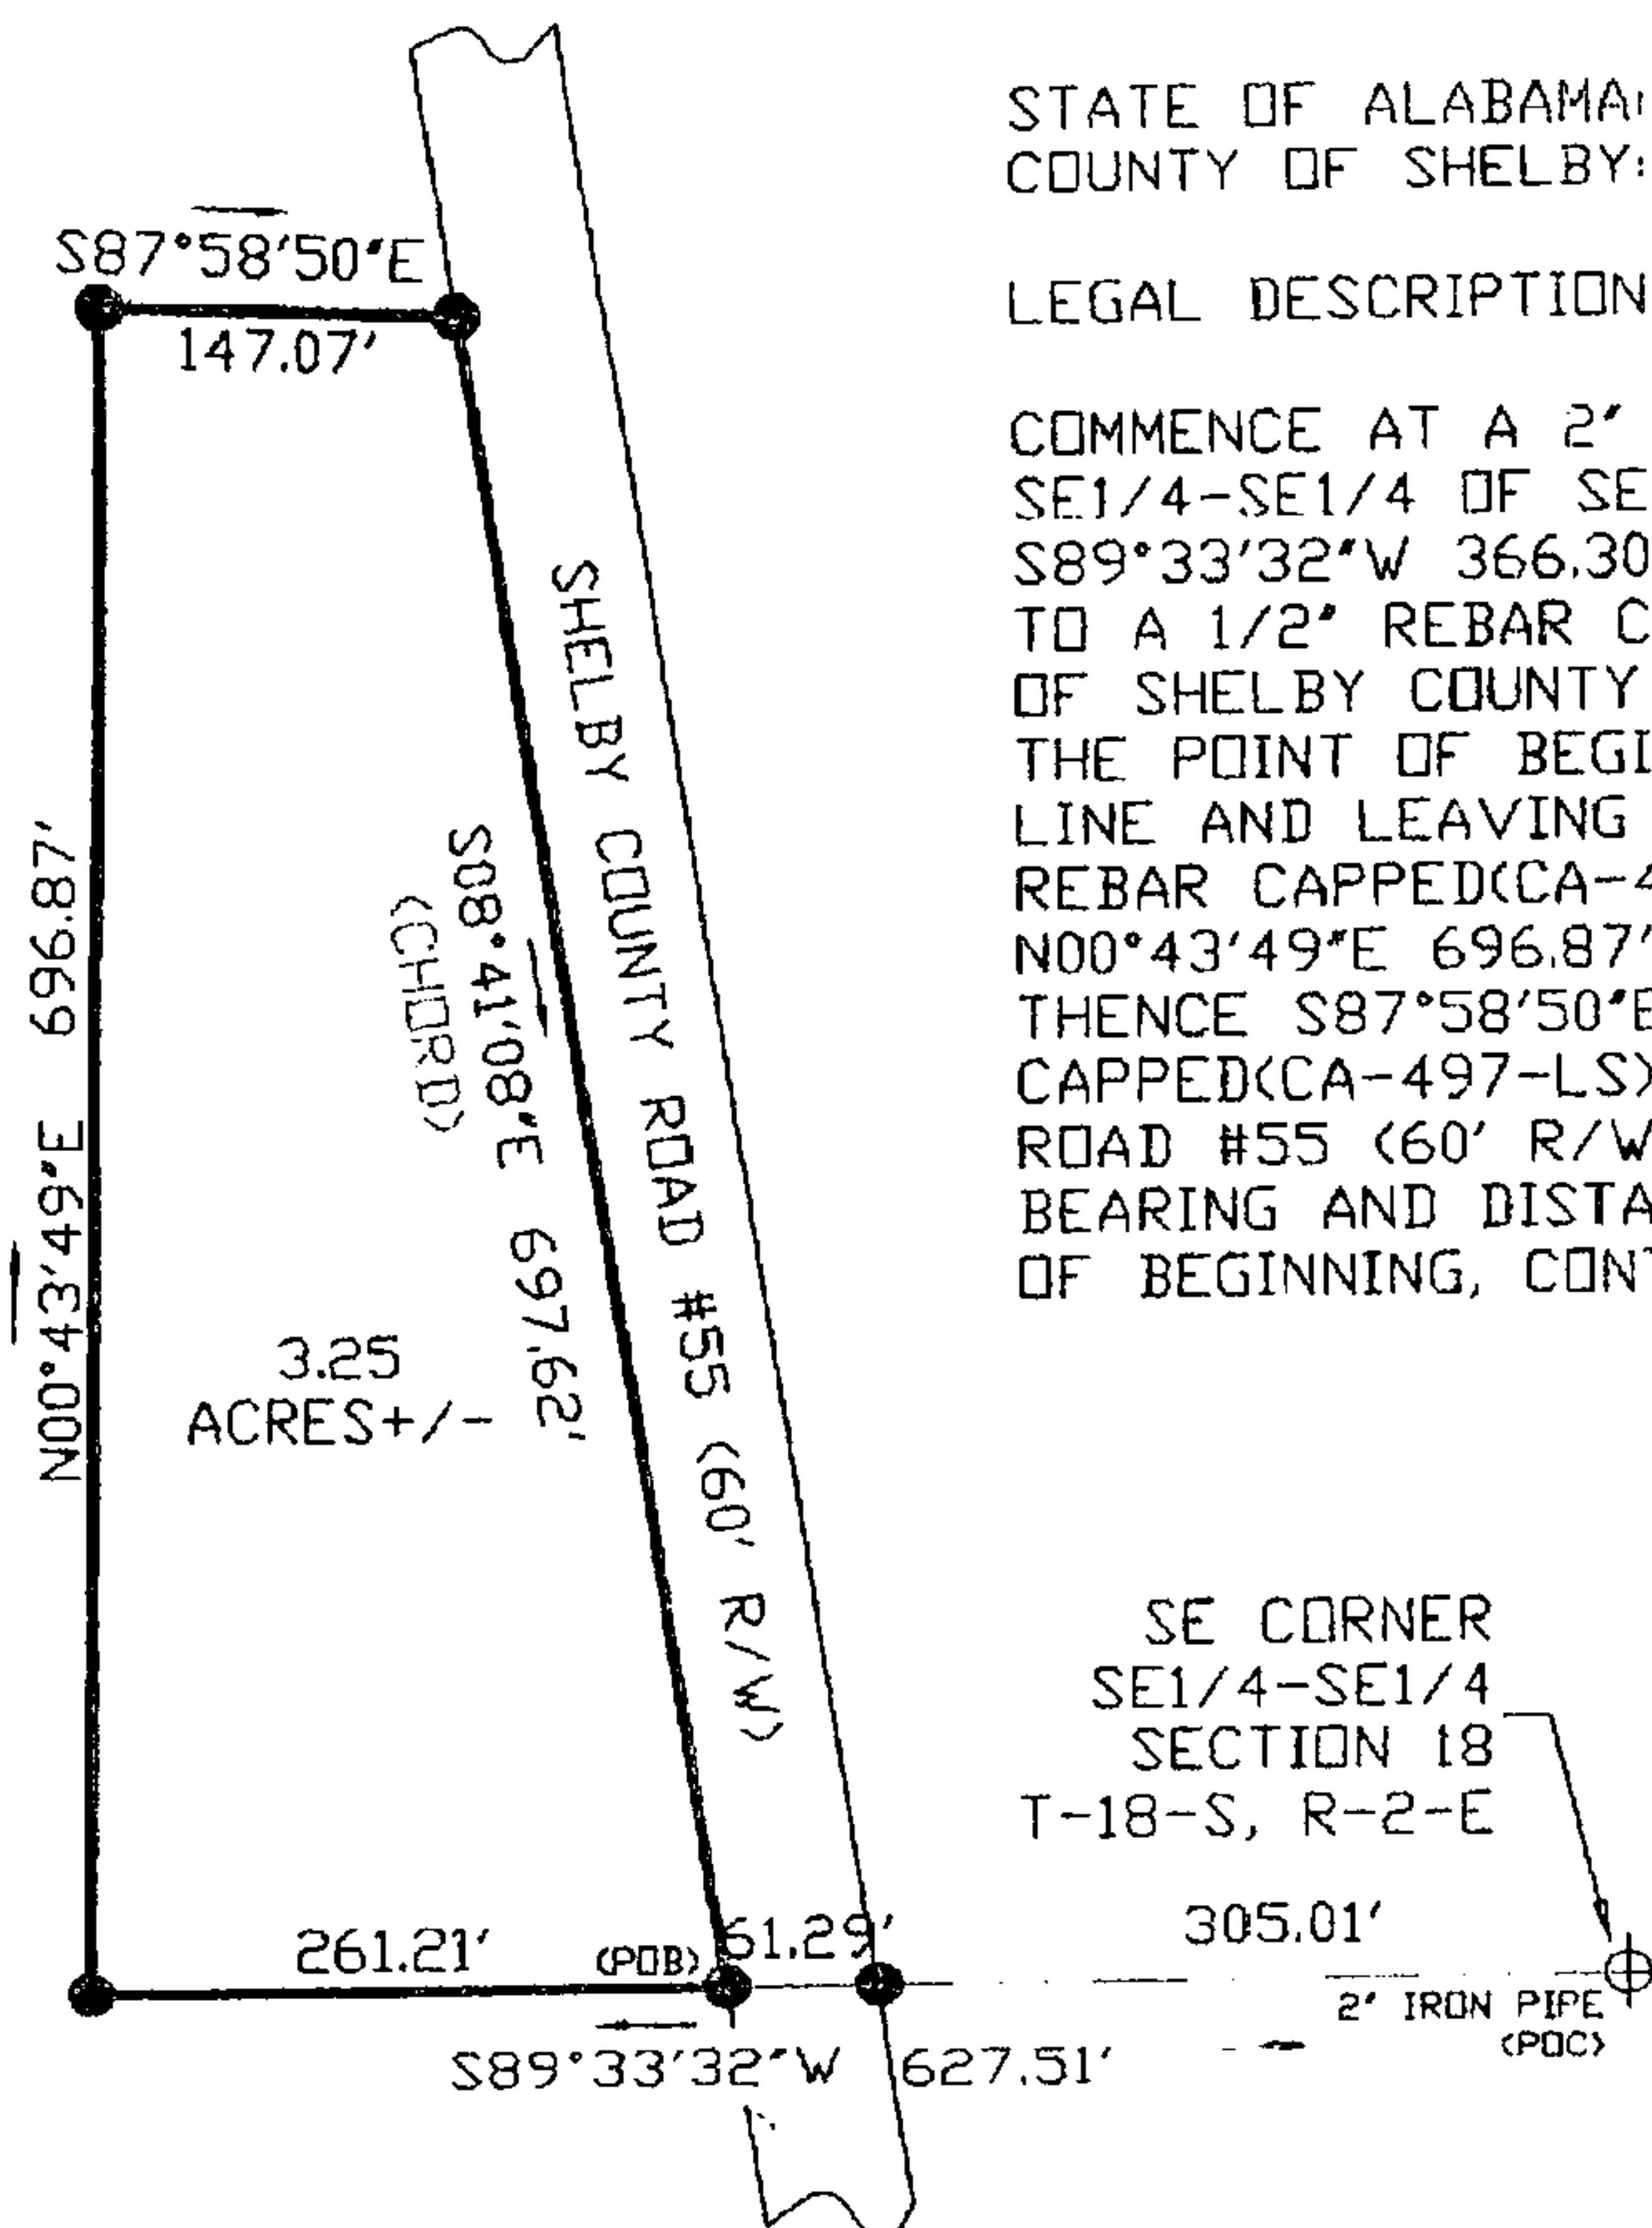 STATE OF ALABAMA:
COUNTY OF SHELBY:
LEGAL DESCRIPTION
COMMENCE AT A 2"
SE1/4-SE1/4 OF SE
S89°33'32"W 366.30
TO A 1/2" REBAR C
OF SHELBY COUNTY
THE POINT OF BEGI
LINE AND LEAVING
REBAR CAPPED(CA-4
N00°43'49"E 696.87'
THENCE S87°58'50"E
CAPPED(CA-497-LS)
ROAD #55 (60' R/W
BEARING AND DISTA
OF BEGINNING, CONT
S87°58'50"E
147.07'
N00°43'49"E 696.87'
SHELBY COUNTY ROAD #55 (60' R/W)
S08°41'08"E 697.62'
(CHORD)
3.25
ACRES+/-
SE CORNER
SE1/4-SE1/4
SECTION 18
T-18-S, R-2-E
261.21'
(POB)
61.29'
305.01'
2" IRON PIPE
(POC)
S89°33'32"W 627.51'